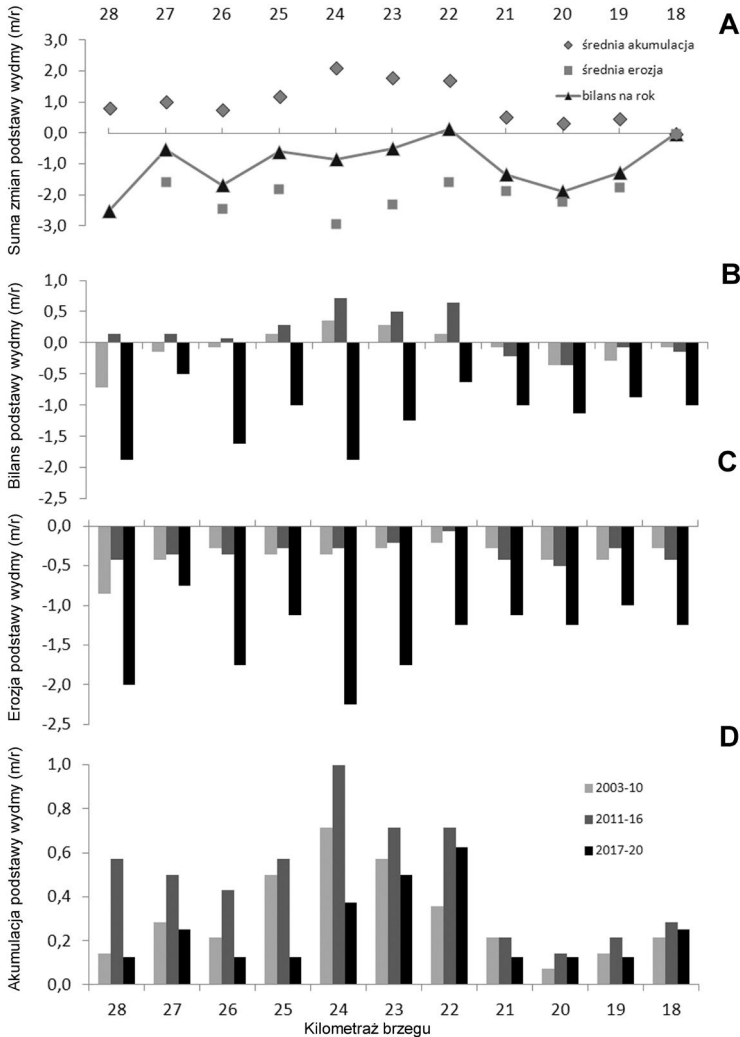 28 27 26 25 24 23 22 21 20 19 18
A
Suma zmian podstawy wydmy (m/r)
3,0
2,0
1,0
0,0
-1,0
-2,0
-3,0
średnia akumulacja
średnia erozja
bilans na rok
B
Bilans podstawy wydmy (m/r)
1,0
0,5
0,0
-0,5
-1,0
-1,5
-2,0
-2,5
C
Erozja podstawy wydmy (m/r)
0,0
-0,5
-1,0
-1,5
-2,0
-2,5
D
Akumulacja podstawy wydmy (m/r)
1,0
0,8
0,6
0,4
0,2
0,0
2003-10
2011-16
2017-20
28 27 26 25 24 23 22 21 20 19 18
Kilometraż brzegu